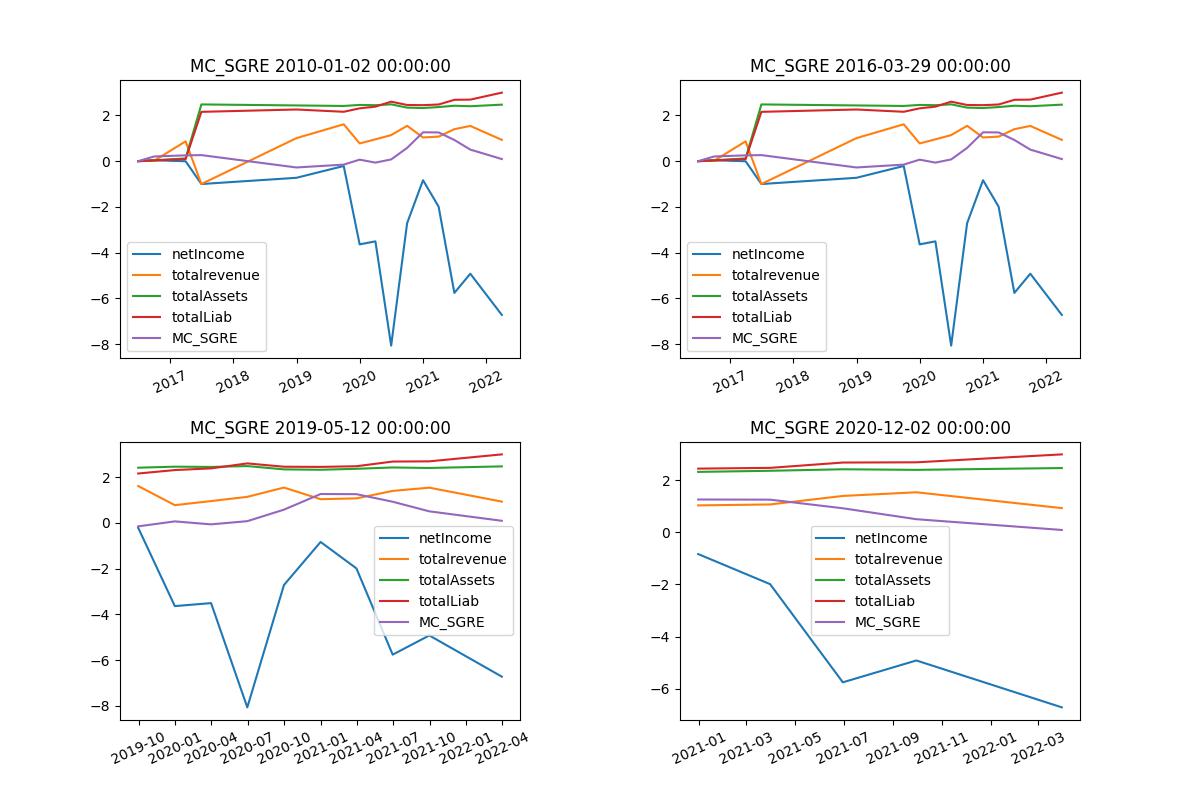 MC_SGRE 2010-01-02 00:00:00
2
0
−2
−4
−6
−8
netIncome
totalrevenue
totalAssets
totalLiab
MC_SGRE
2017 2018 2019 2020 2021 2022
MC_SGRE 2016-03-29 00:00:00
2
0
−2
−4
−6
−8
netIncome
totalrevenue
totalAssets
totalLiab
MC_SGRE
2017 2018 2019 2020 2021 2022
MC_SGRE 2019-05-12 00:00:00
2
0
−2
−4
−6
−8
netIncome
totalrevenue
totalAssets
totalLiab
MC_SGRE
2019-10 2020-01 2020-04 2020-07 2020-10 2021-01 2021-04 2021-07 2021-10 2022-01 2022-04
MC_SGRE 2020-12-02 00:00:00
2
0
−2
−4
−6
netIncome
totalrevenue
totalAssets
totalLiab
MC_SGRE
2021-01 2021-03 2021-05 2021-07 2021-09 2021-11 2022-01 2022-03